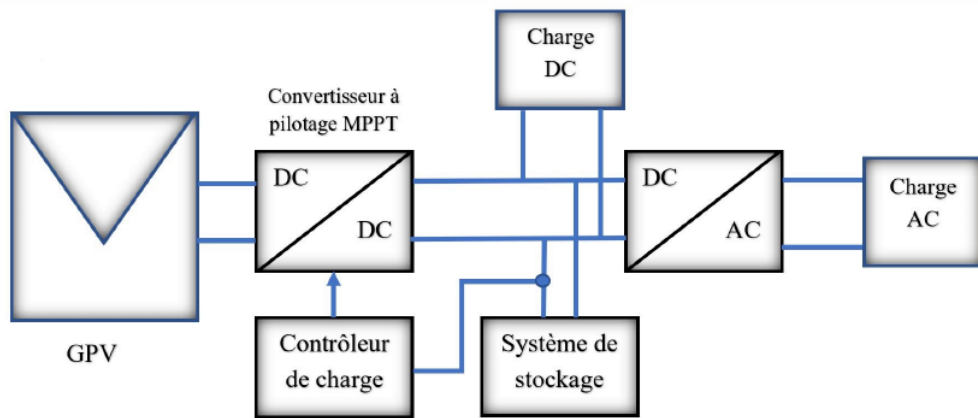 Charge
DC
Convertisseur à
pilotage MPPT
DC
DC
DC
AC
Charge
AC
GPV
Contrôleur
de charge
Système de
stockage